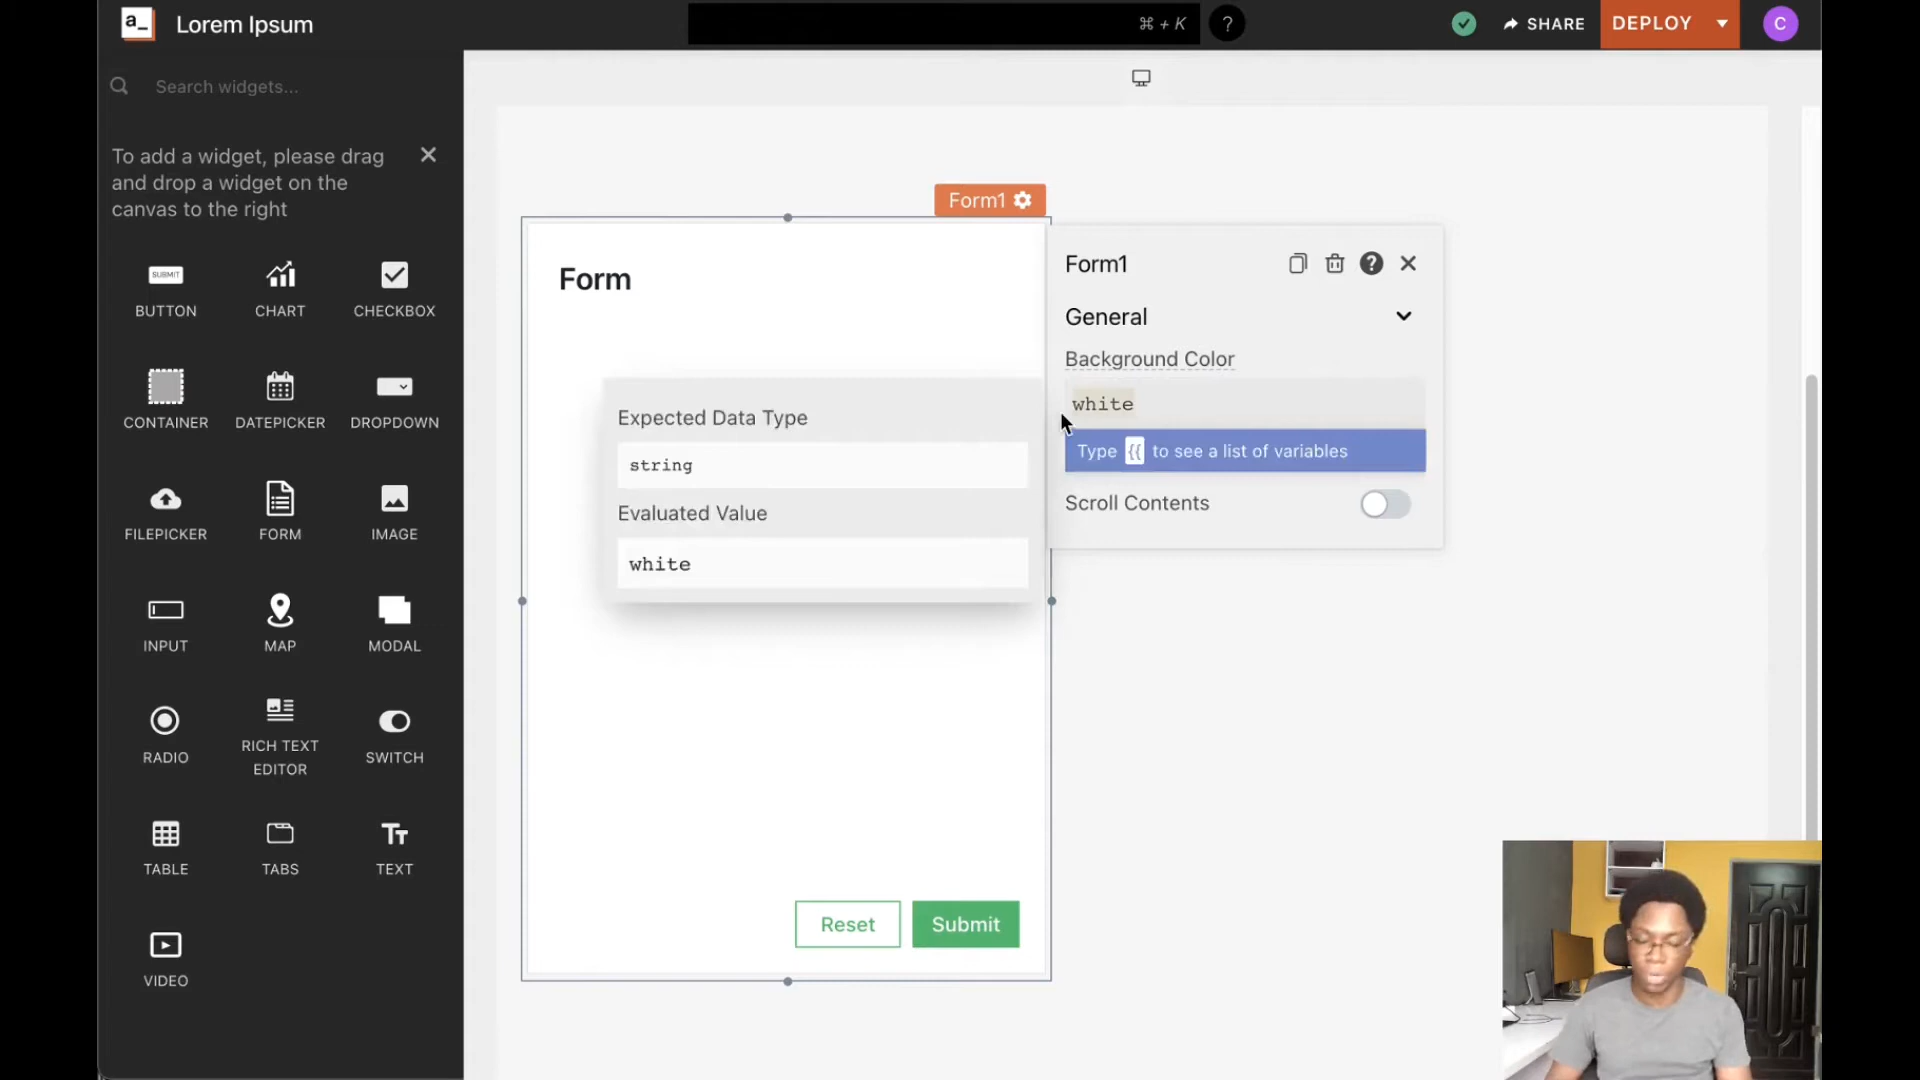 a_ Lorem Ipsum
⌘ + K
?
SHARE
DEPLOY
C
Search widgets...
To add a widget, please drag
and drop a widget on the
canvas to the right
SUBMIT
BUTTON
CHART
CHECKBOX
CONTAINER
DATEPICKER
DROPDOWN
FILEPICKER
FORM
IMAGE
INPUT
MAP
MODAL
RADIO
RICH TEXT
EDITOR
SWITCH
TABLE
TABS
TT
TEXT
VIDEO
Form1
Form
Expected Data Type
string
Evaluated Value
white
Reset
Submit
Form1
?
General
Background Color
white
Type {{ to see a list of variables
Scroll Contents